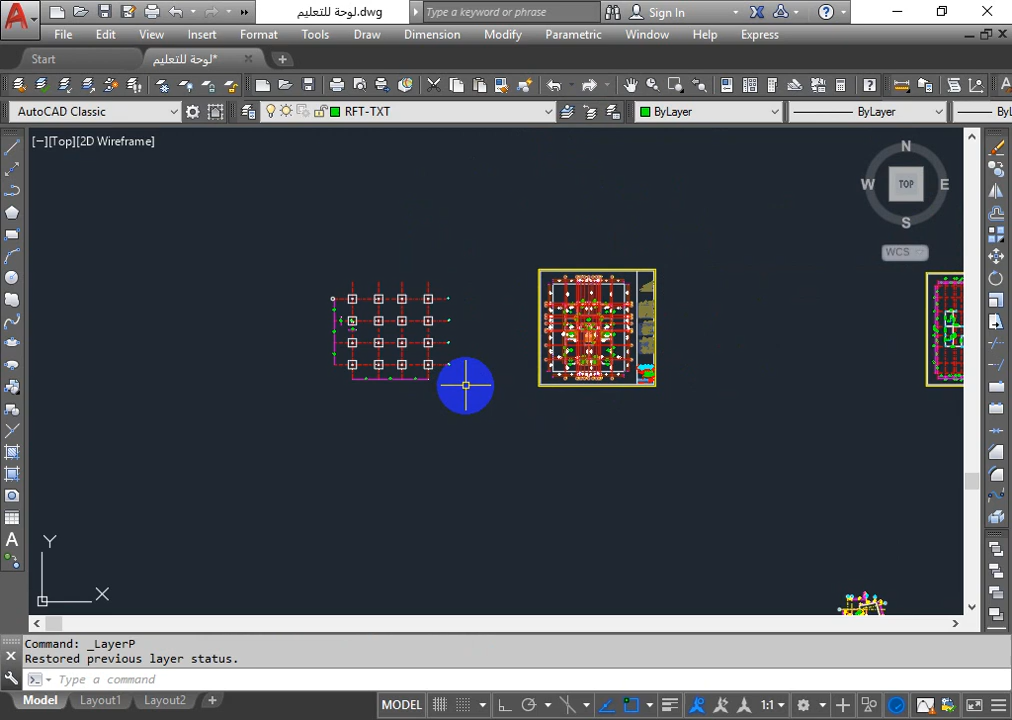 لوحة للتعليم.dwg
Type a keyword or phrase
Sign In
File Edit View Insert Format Tools Draw Dimension Modify Parametric Window Help Express
Start
لوحة للتعليم*
AutoCAD Classic
RFT-TXT
ByLayer
ByLayer
ByL
[−][Top][2D Wireframe]
N
W TOP E
S
WCS
Y
X
Command: _LayerP
Restored previous layer status.
Type a command
Model Layout1 Layout2
MODEL
1:1